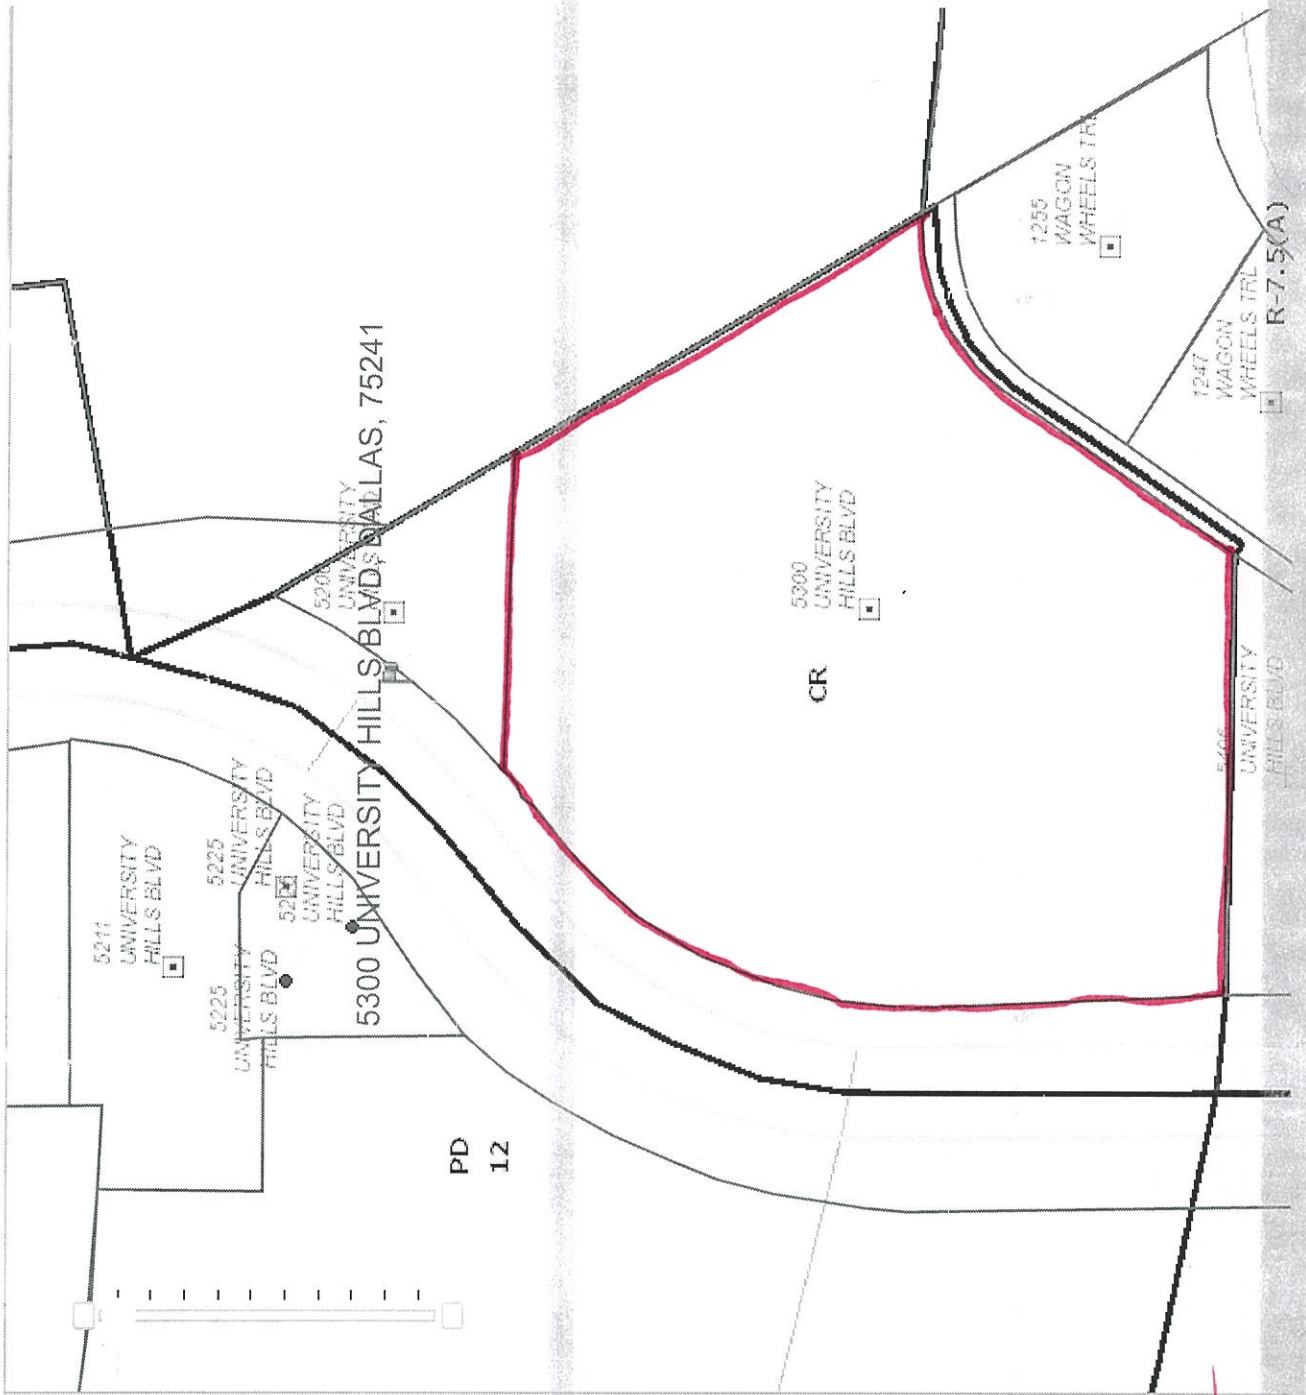 5300 UNIVERSITY HILLS BLVD, DALLAS, 75241
5211
UNIVERSITY
HILLS BLVD
5225
UNIVERSITY
HILLS BLVD
5225
UNIVERSITY
HILLS BLVD
UNIVERSITY
HILLS BLVD
UNIVERSITY
PD
12
5300
UNIVERSITY
HILLS BLVD
CR
UNIVERSITY
HILLS BLVD
1255
WAGON
WHEELS TRL
1247
WAGON
WHEELS TRL
R-7.5(A)